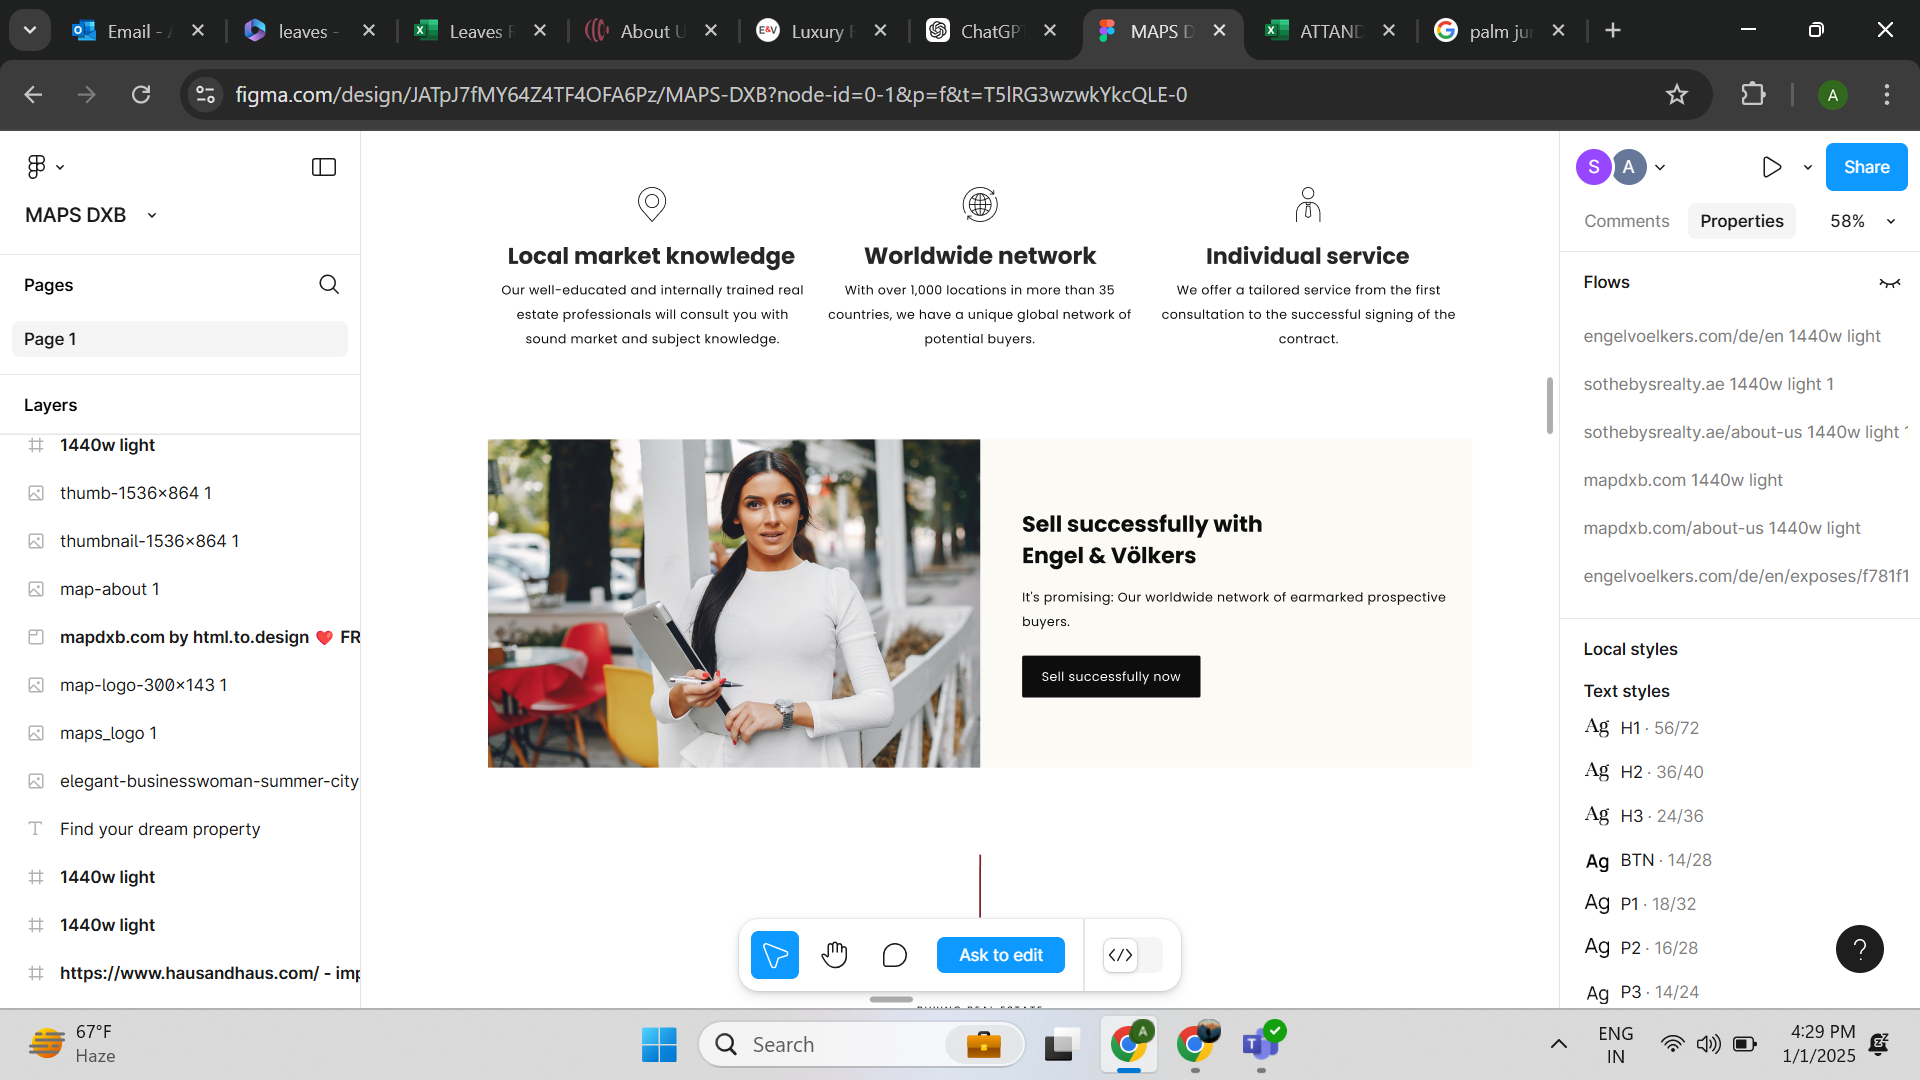 Email - A
leaves -
Leaves R
About U
E&V
Luxury F
ChatGPT
MAPS D
ATTAND
palm ju
figma.com/design/JATpJ7fMY64Z4TF4OFA6Pz/MAPS-DXB?node-id=0-1&p=f&t=T5lRG3wzwkYkcQLE-0
A
MAPS DXB
Pages
Page 1
Layers
1440w light
thumb-1536×864 1
thumbnail-1536×864 1
map-about 1
mapdxb.com by html.to.design ❤️ FR
map-logo-300×143 1
maps_logo 1
elegant-businesswoman-summer-city
Find your dream property
1440w light
1440w light
https://www.hausandhaus.com/ - imp
Local market knowledge
Our well-educated and internally trained real
estate professionals will consult you with
sound market and subject knowledge.
Worldwide network
With over 1,000 locations in more than 35
countries, we have a unique global network of
potential buyers.
Individual service
We offer a tailored service from the first
consultation to the successful signing of the
contract.
Sell successfully with
Engel & Völkers
It's promising: Our worldwide network of earmarked prospective
buyers.
Sell successfully now
Ask to edit
S
A
Share
Comments
Properties
58%
Flows
engelvoelkers.com/de/en 1440w light
sothebysrealty.ae 1440w light 1
sothebysrealty.ae/about-us 1440w light 1
mapdxb.com 1440w light
mapdxb.com/about-us 1440w light
engelvoelkers.com/de/en/exposes/f781f1
Local styles
Text styles
Ag H1 · 56/72
Ag H2 · 36/40
Ag H3 · 24/36
Ag BTN · 14/28
Ag P1 · 18/32
Ag P2 · 16/28
Ag P3 · 14/24
?
67°F
Haze
Search
A
ENG
IN
4:29 PM
1/1/2025